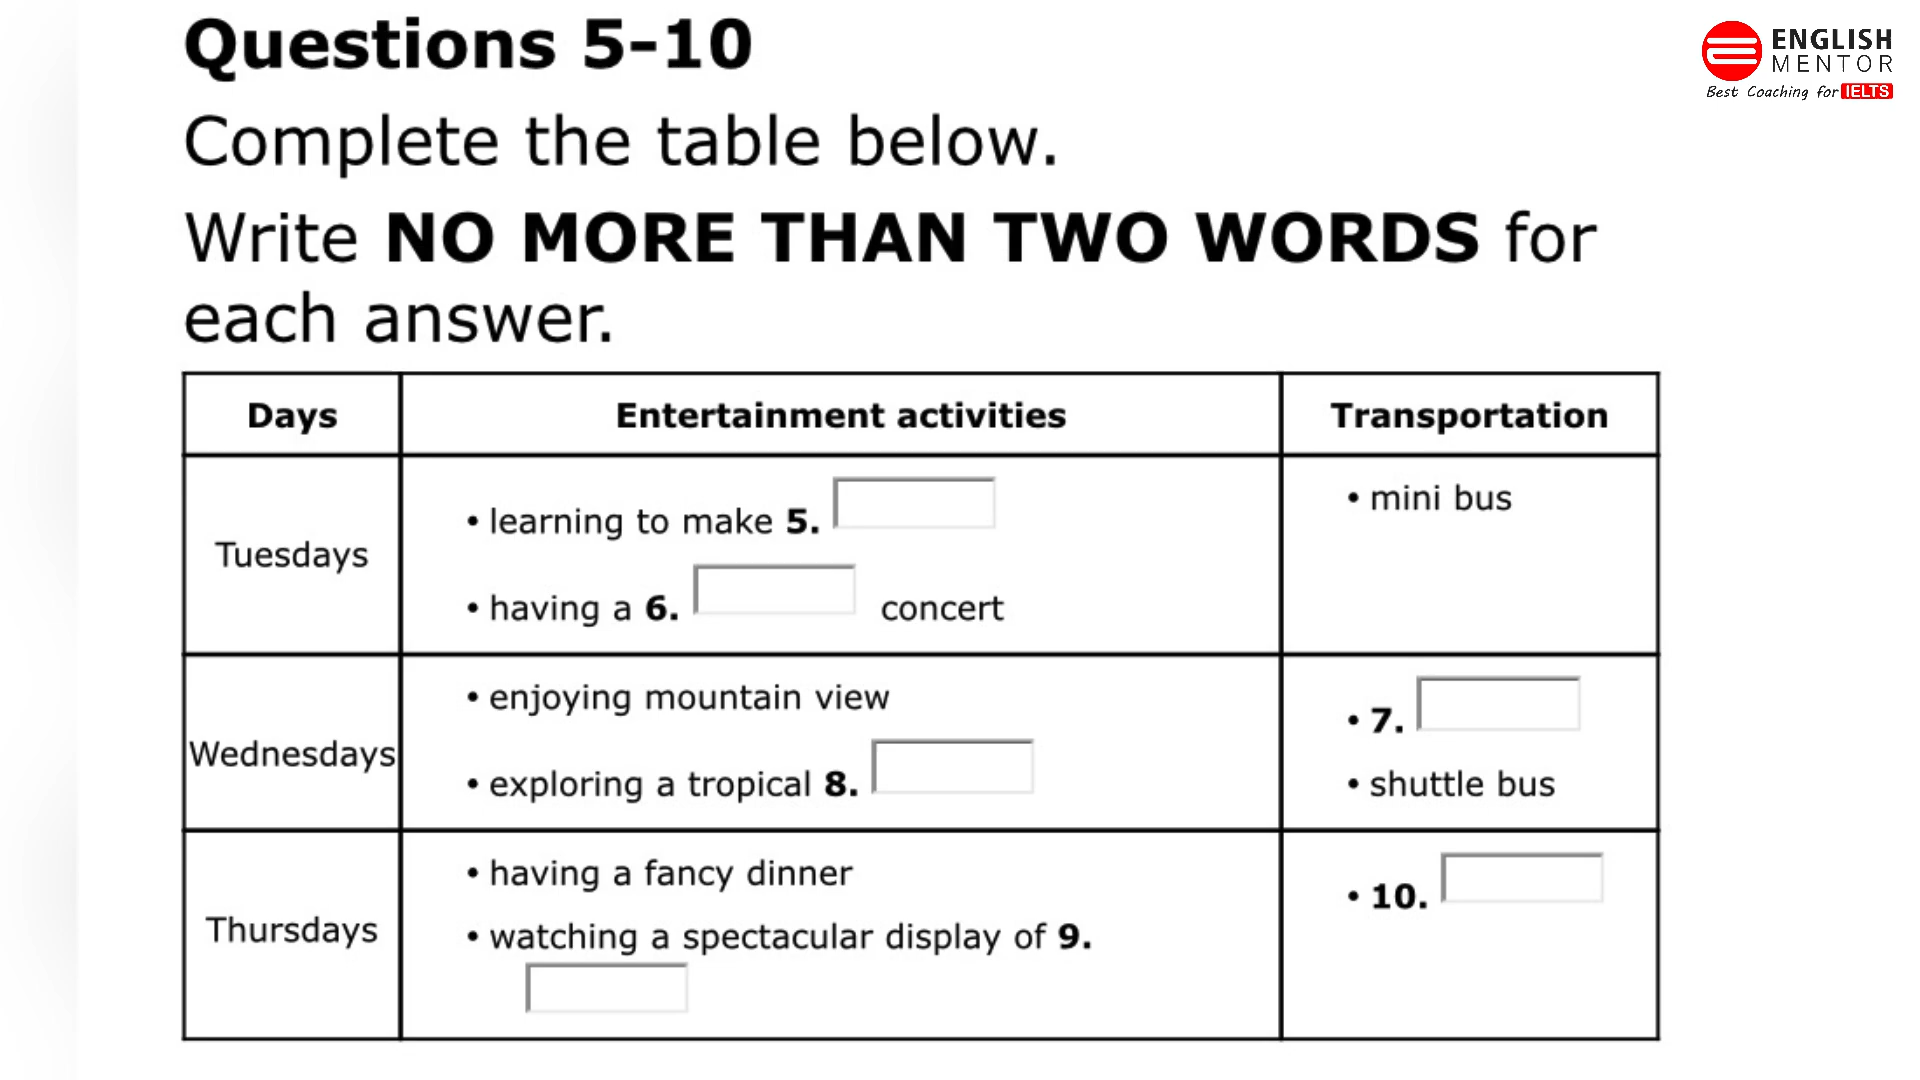 Questions 5-10
ENGLISH
MENTOR
Best Coaching for IELTS
Complete the table below.
Write NO MORE THAN TWO WORDS for
each answer.
Days
Entertainment activities
Transportation
Tuesdays
• learning to make 5.
• having a 6. concert
• mini bus
Wednesdays
• enjoying mountain view
• exploring a tropical 8.
• 7.
• shuttle bus
Thursdays
• having a fancy dinner
• watching a spectacular display of 9.
• 10.